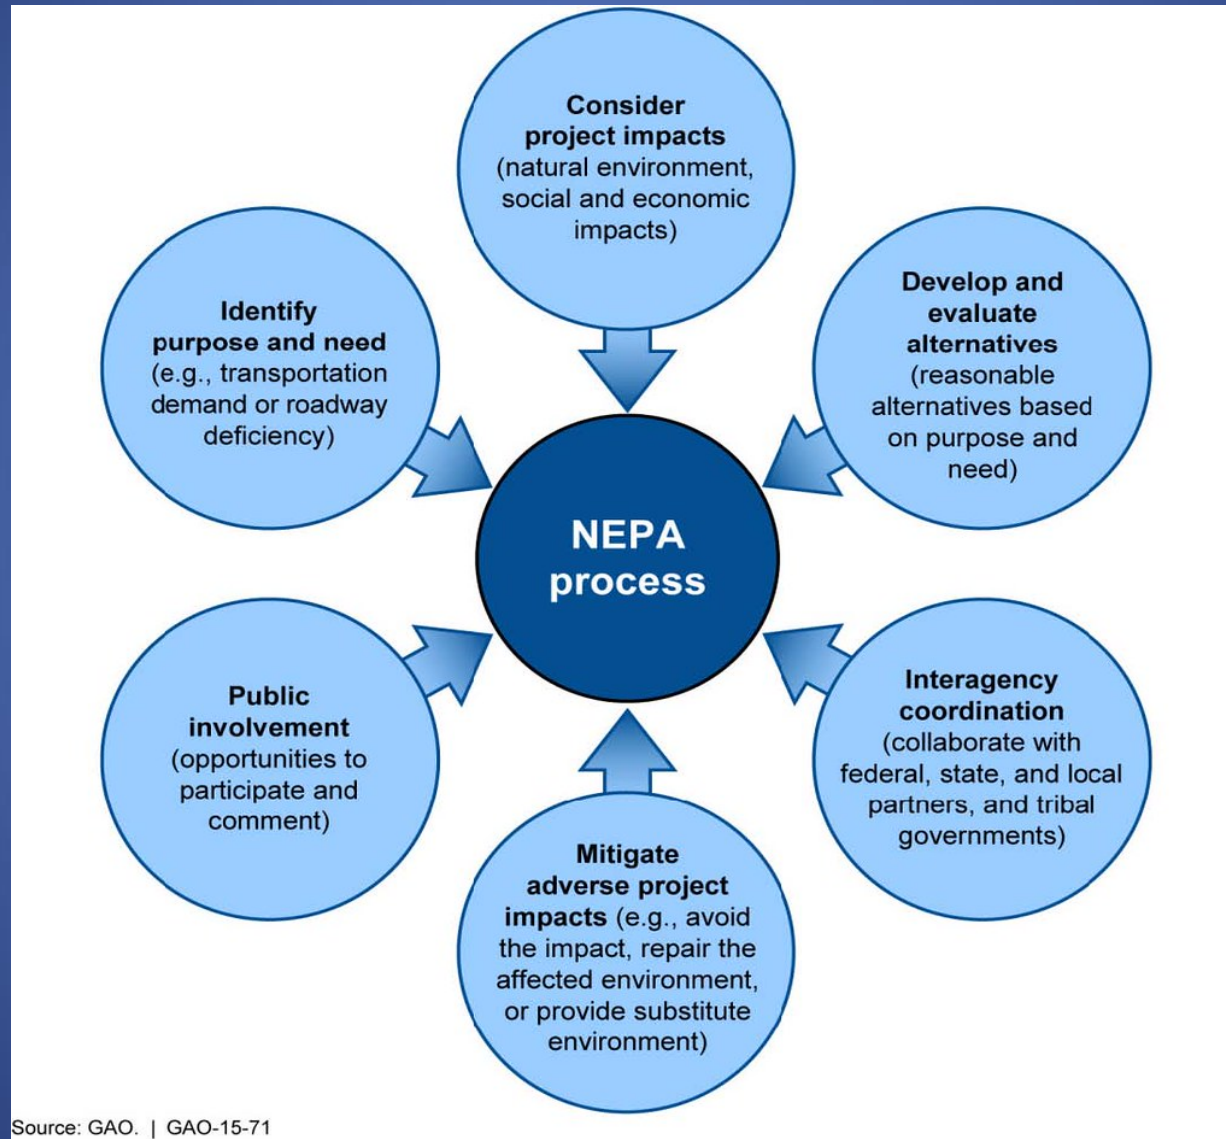 Consider
project impacts
(natural environment,
social and economic
impacts)
Identify
purpose and need
(e.g., transportation
demand or roadway
deficiency)
Develop and
evaluate
alternatives
(reasonable
alternatives based
on purpose and
need)
NEPA
process
Public
involvement
(opportunities to
participate and
comment)
Interagency
coordination
(collaborate with
federal, state, and local
partners, and tribal
governments)
Mitigate
adverse project
impacts (e.g., avoid
the impact, repair the
affected environment,
or provide substitute
environment)
Source: GAO. | GAO-15-71